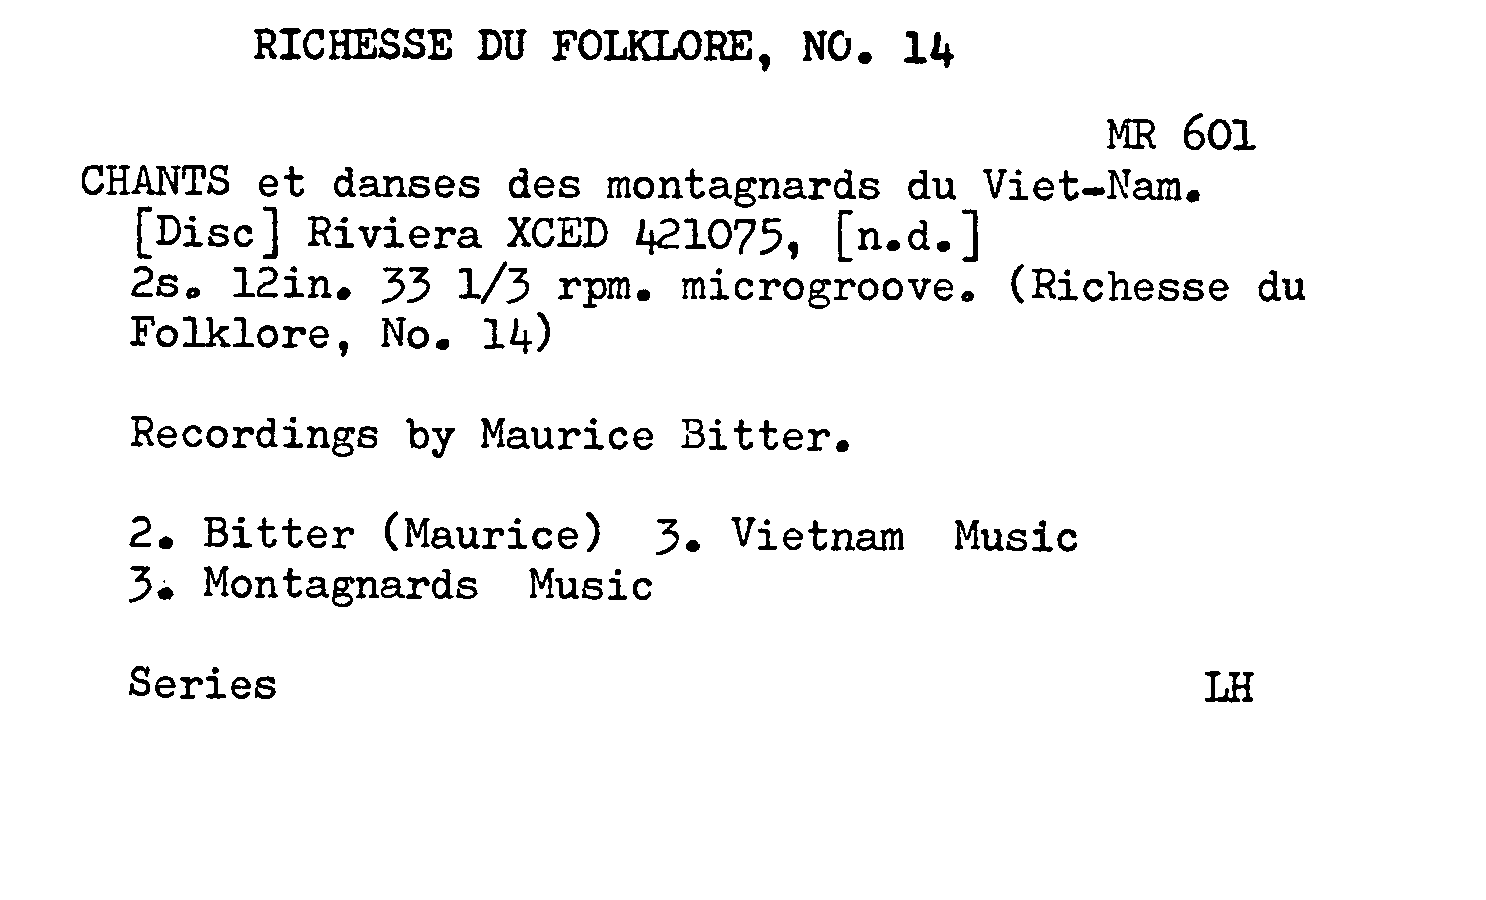 RICHESSE DU FOLKLORE, NO. 14
MR 601
CHANTS et danses des montagnards du Viet-Nam.
[Disc] Riviera XCED 421075, [n.d.]
2s. 12in. 33 1/3 rpm. microgroove. (Richesse du
Folklore, No. 14)
Recordings by Maurice Bitter.
2. Bitter (Maurice) 3. Vietnam Music
3. Montagnards Music
Series LH